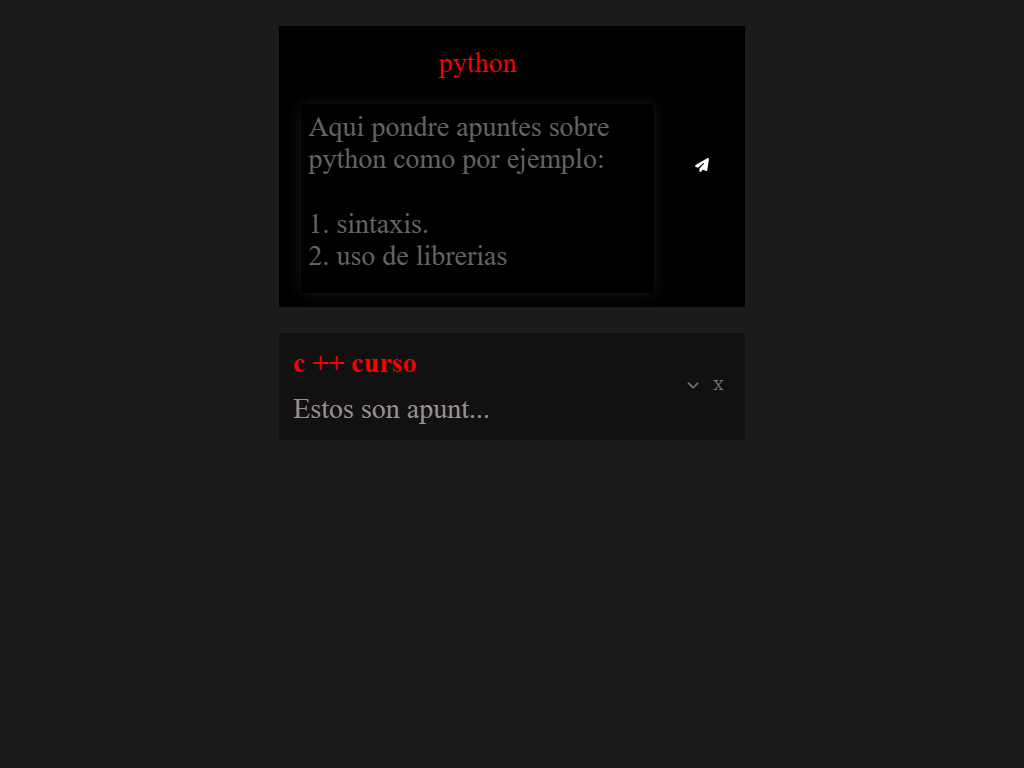 python
Aqui pondre apuntes sobre
python como por ejemplo:
1. sintaxis.
2. uso de librerias
c ++ curso
x
Estos son apunt...